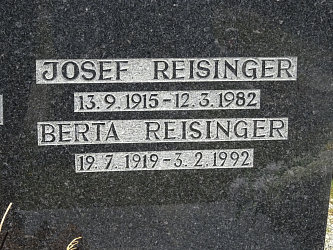 JOSEF REISINGER
13.9.1915-12.3.1982
BERTA REISINGER
19.7.1919-3.2.1992